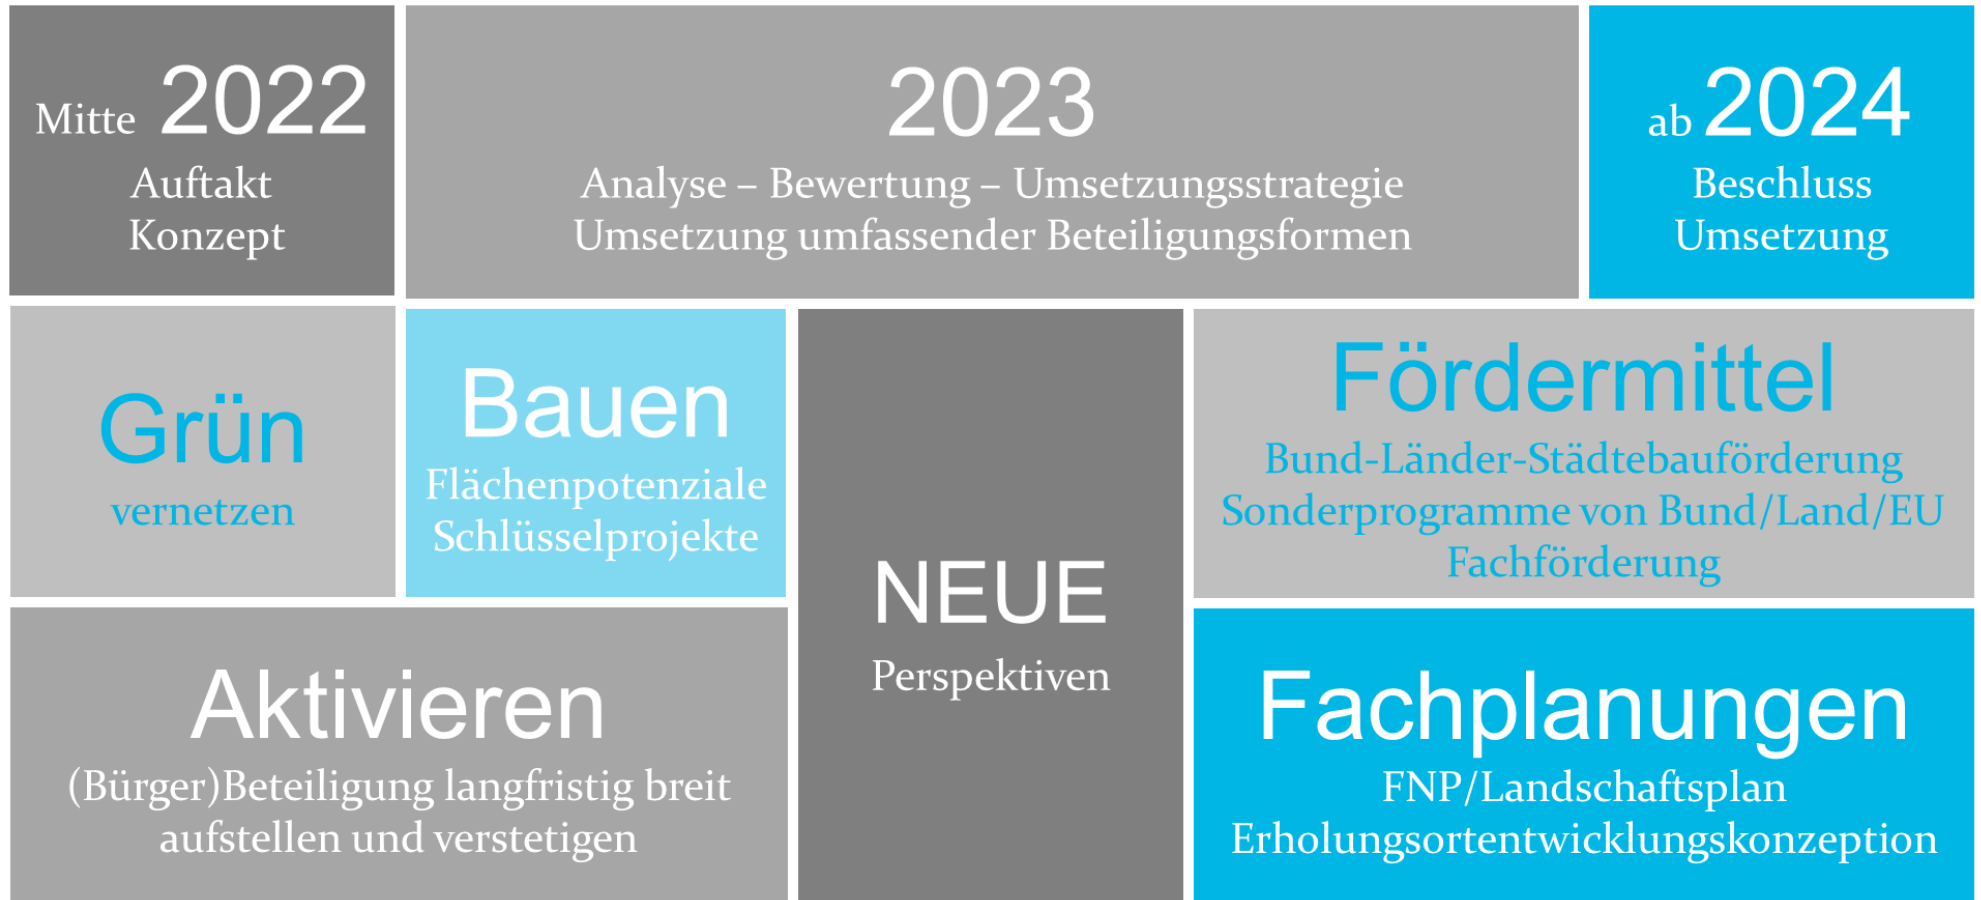 Mitte 2022
Auftakt
Konzept
2023
Analyse – Bewertung – Umsetzungsstrategie
Umsetzung umfassender Beteiligungsformen
ab 2024
Beschluss
Umsetzung
Grün
vernetzen
Bauen
Flächenpotenziale
Schlüsselprojekte
NEUE
Perspektiven
Fördermittel
Bund-Länder-Städtebauförderung
Sonderprogramme von Bund/Land/EU
Fachförderung
Aktivieren
(Bürger)Beteiligung langfristig breit
aufstellen und verstetigen
Fachplanungen
FNP/Landschaftsplan
Erholungsortentwicklungskonzeption